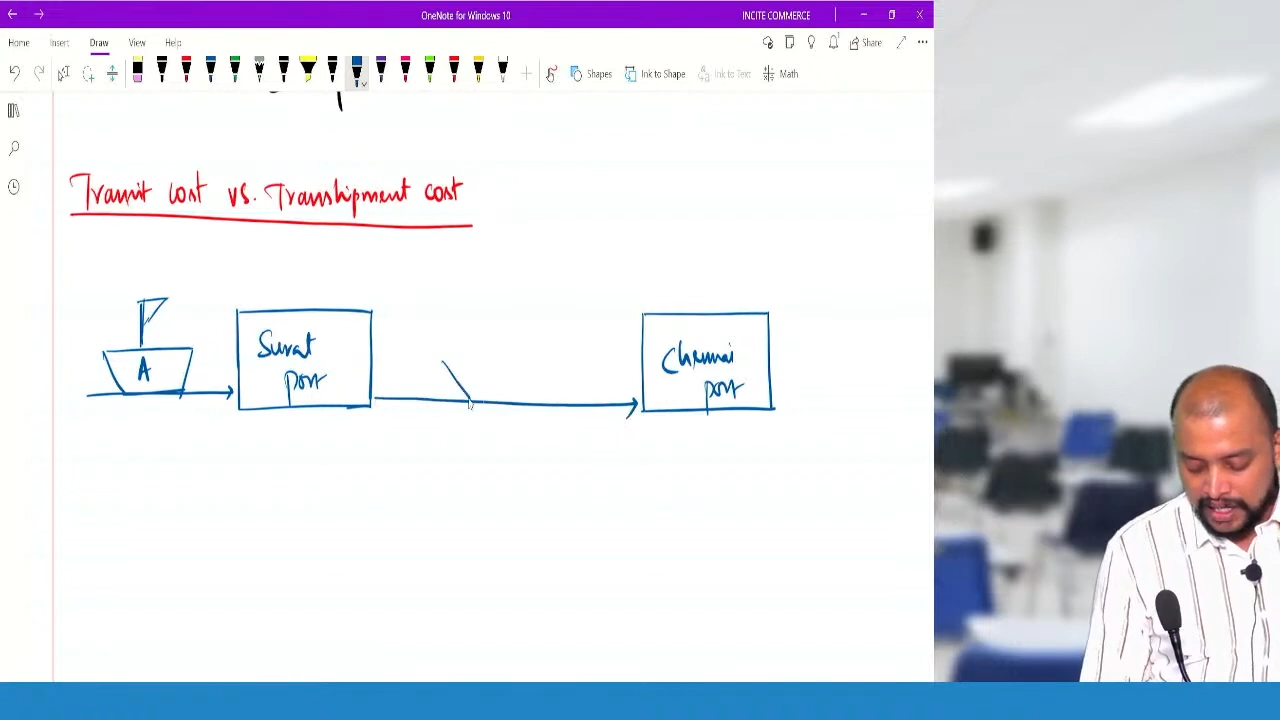 OneNote for Windows 10
INCITE COMMERCE
Home Insert Draw View Help
Share
Shapes Ink to Shape Ink to Text Math
Transit cost vs. Transhipment cost
A
Surat port
Chennai port